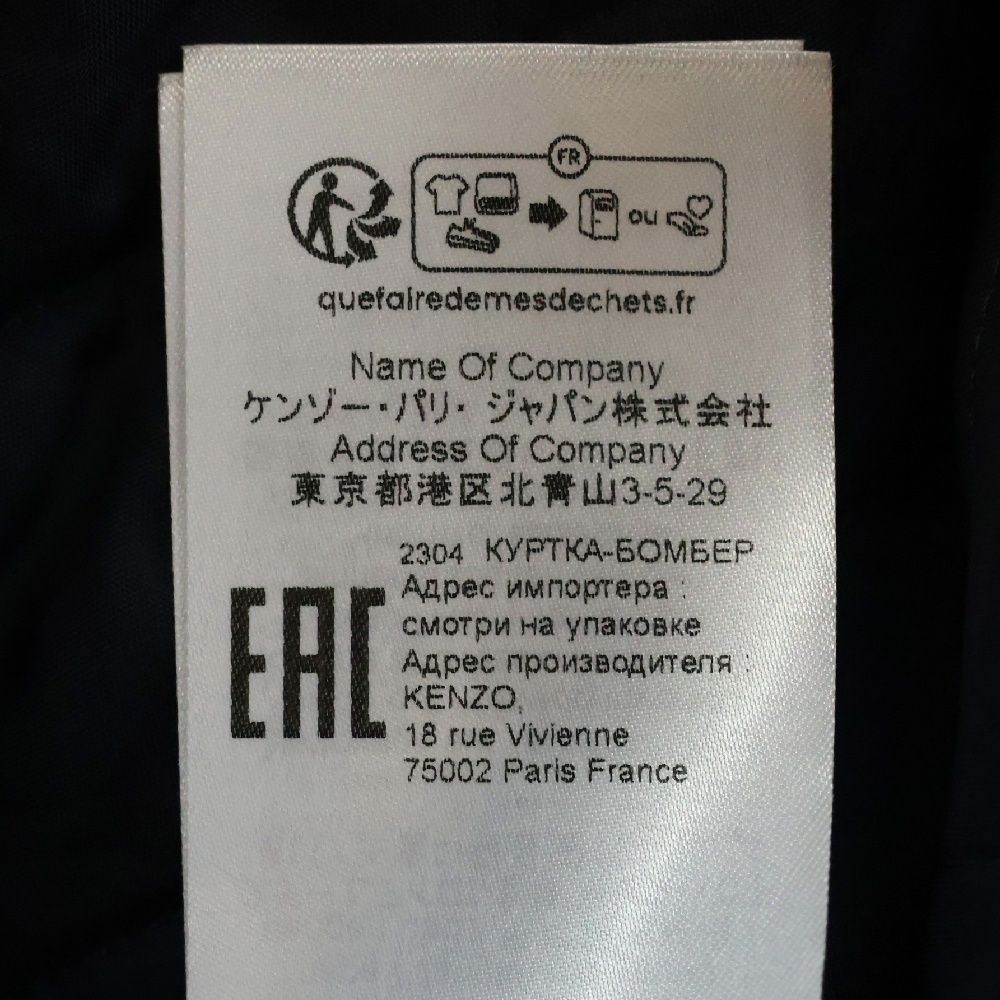 FR
ou
quefairedemesdechets.fr
Name Of Company
ケンゾー・パリ・ ジャパン株式会社
Address Of Company
東京都港区北青山3-5-29
2304 КУРТКА-БОМБЕР
Адрес импортера :
смотри на упаковке
Адрес производителя :
EAC
KENZO,
18 rue Vivienne
75002 Paris France